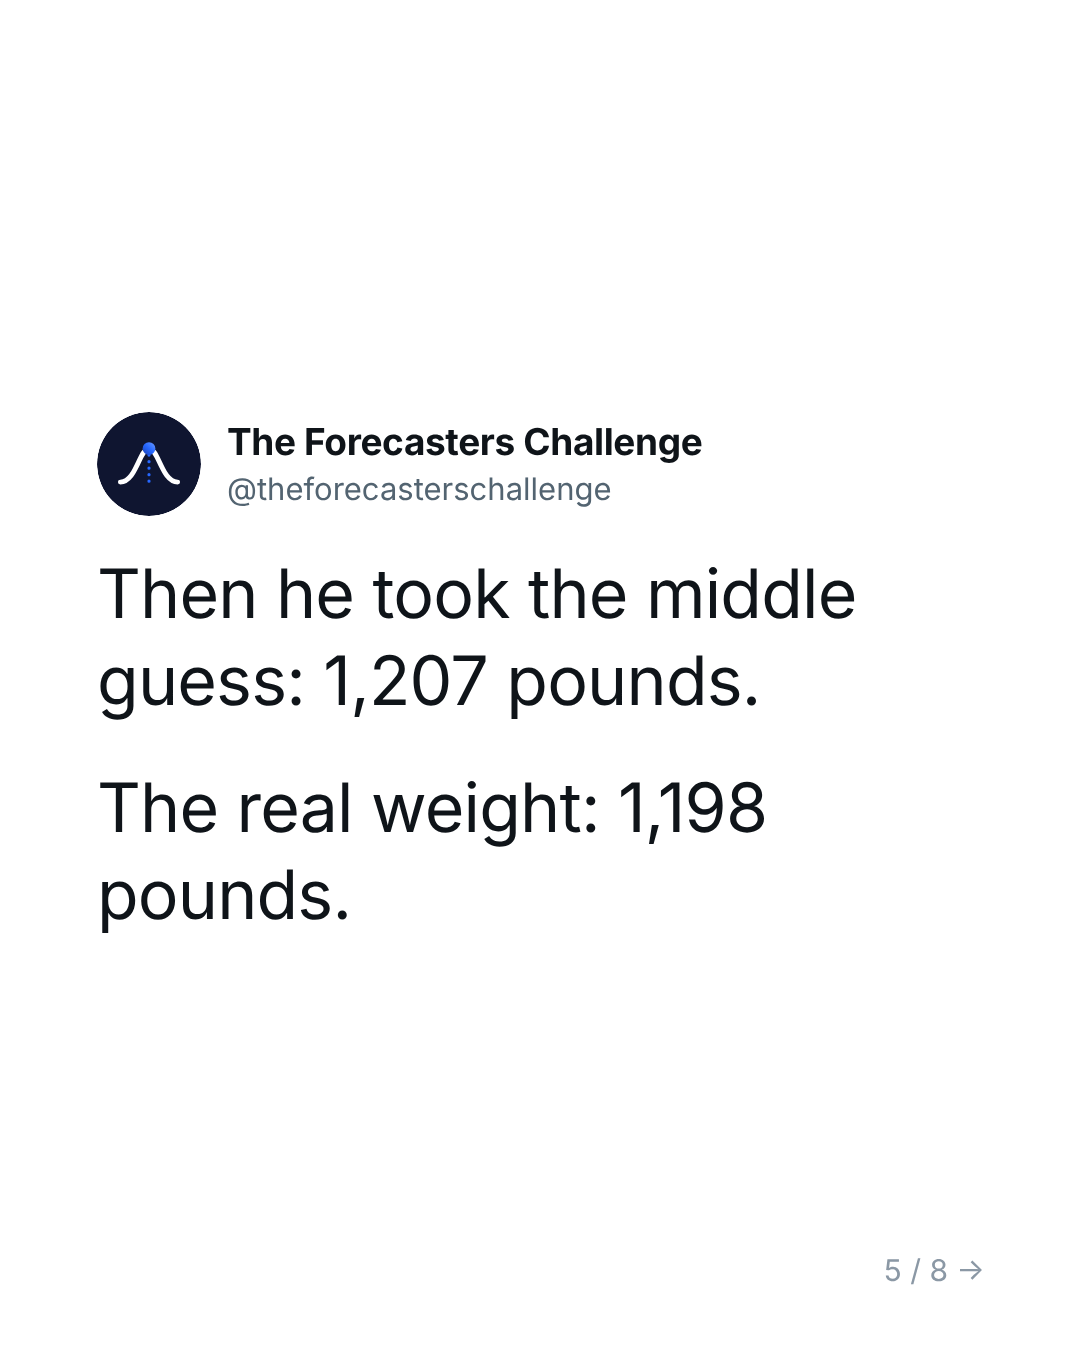 The Forecasters Challenge
@theforecasterschallenge
Then he took the middle
guess: 1,207 pounds.
The real weight: 1,198
pounds.
5 / 8 →